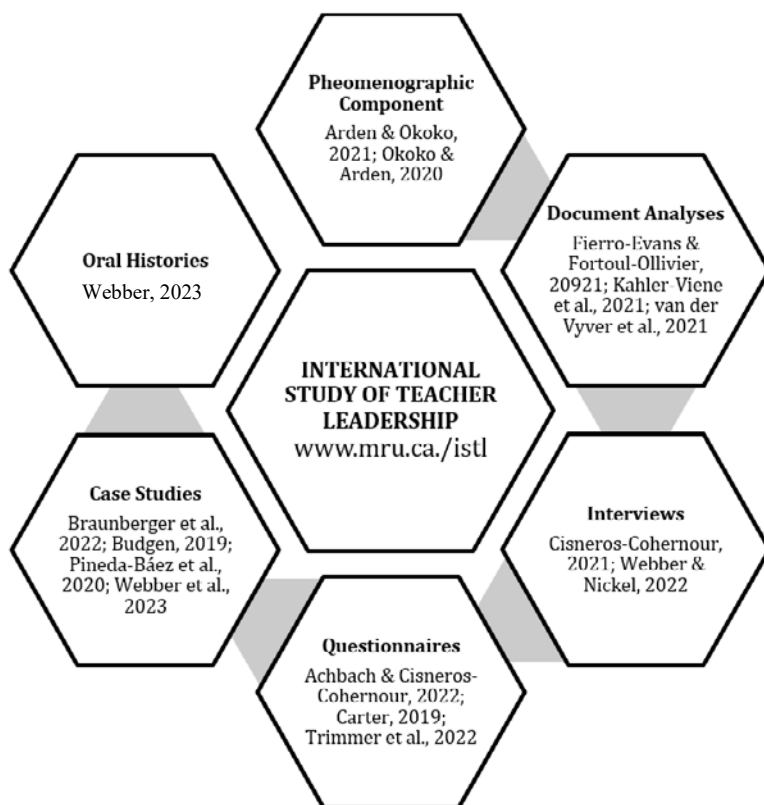 Pheomenographic
Component
Arden & Okoko,
2021; Okoko &
Arden, 2020
Document Analyses
Fierro-Evans &
Fortoul-Ollivier,
20921; Kahler-Viene
et al., 2021; van der
Vyver et al., 2021
Interviews
Cisneros-Cohernour,
2021; Webber &
Nickel, 2022
Questionnaires
Achbach & Cisneros-
Cohernour, 2022;
Carter, 2019;
Trimmer et al., 2022
Case Studies
Braunberger et al.,
2022; Budgen, 2019;
Pineda-Báez et al.,
2020; Webber et al.,
2023
Oral Histories
Webber, 2023
INTERNATIONAL
STUDY OF TEACHER
LEADERSHIP
www.mru.ca./istl